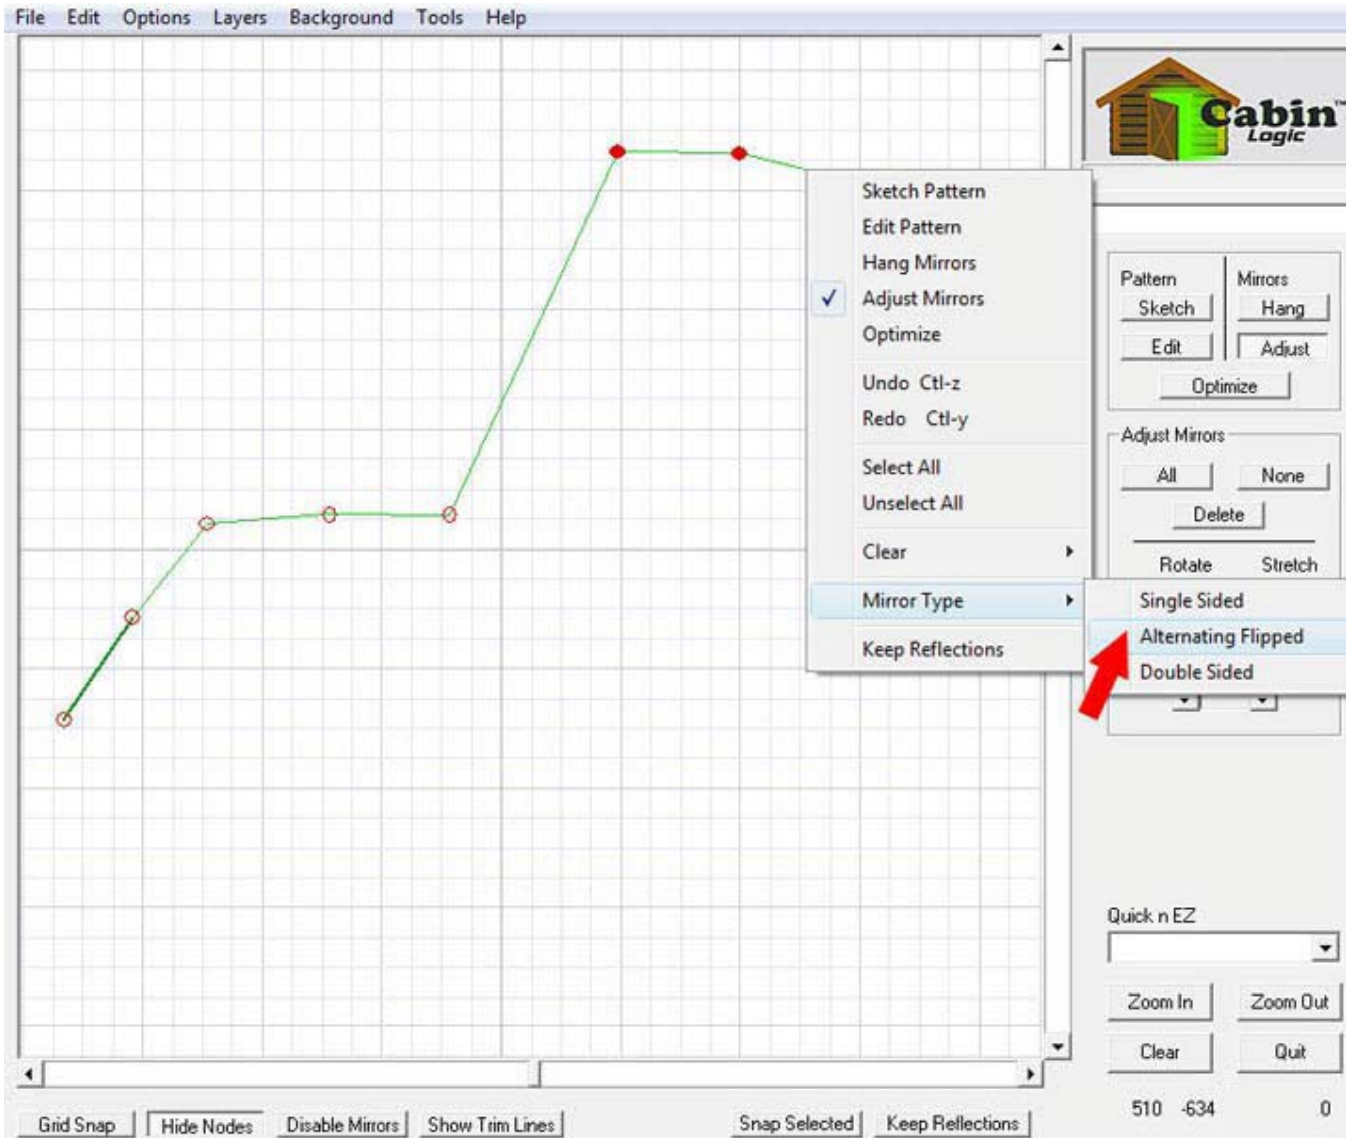 File Edit Options Layers Background Tools Help
Cabin™
Logic
Sketch Pattern
Edit Pattern
Hang Mirrors
Adjust Mirrors
Optimize
Undo Ctl-z
Redo Ctl-y
Select All
Unselect All
Clear
Mirror Type
Keep Reflections
Single Sided
Alternating Flipped
Double Sided
Pattern Mirrors
Sketch Hang
Edit Adjust
Optimize
Adjust Mirrors
All None
Delete
Rotate Stretch
Quick n EZ
Zoom In Zoom Out
Clear Quit
510 -634 0
Grid Snap Hide Nodes Disable Mirrors Show Trim Lines Snap Selected Keep Reflections